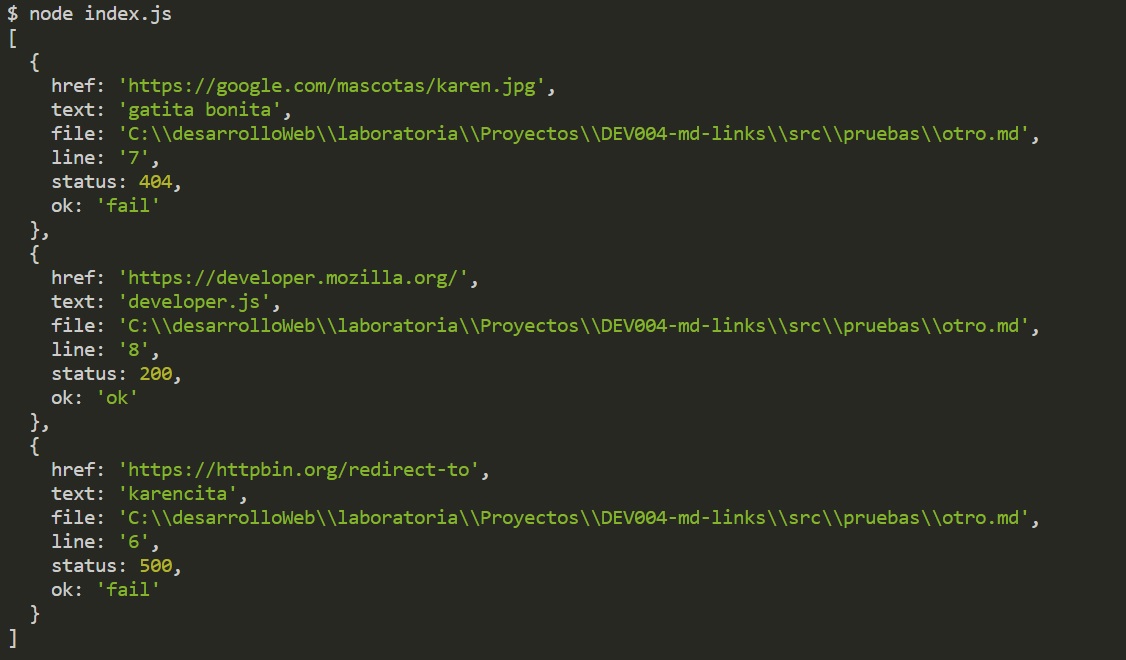 $ node index.js
[
  {
    href: 'https://google.com/mascotas/karen.jpg',
    text: 'gatita bonita',
    file: 'C:\\desarrolloWeb\\laboratoria\\Proyectos\\DEV004-md-links\\src\\pruebas\\otro.md',
    line: '7',
    status: 404,
    ok: 'fail'
  },
  {
    href: 'https://developer.mozilla.org/',
    text: 'developer.js',
    file: 'C:\\desarrolloWeb\\laboratoria\\Proyectos\\DEV004-md-links\\src\\pruebas\\otro.md',
    line: '8',
    status: 200,
    ok: 'ok'
  },
  {
    href: 'https://httpbin.org/redirect-to',
    text: 'karencita',
    file: 'C:\\desarrolloWeb\\laboratoria\\Proyectos\\DEV004-md-links\\src\\pruebas\\otro.md',
    line: '6',
    status: 500,
    ok: 'fail'
  }
]